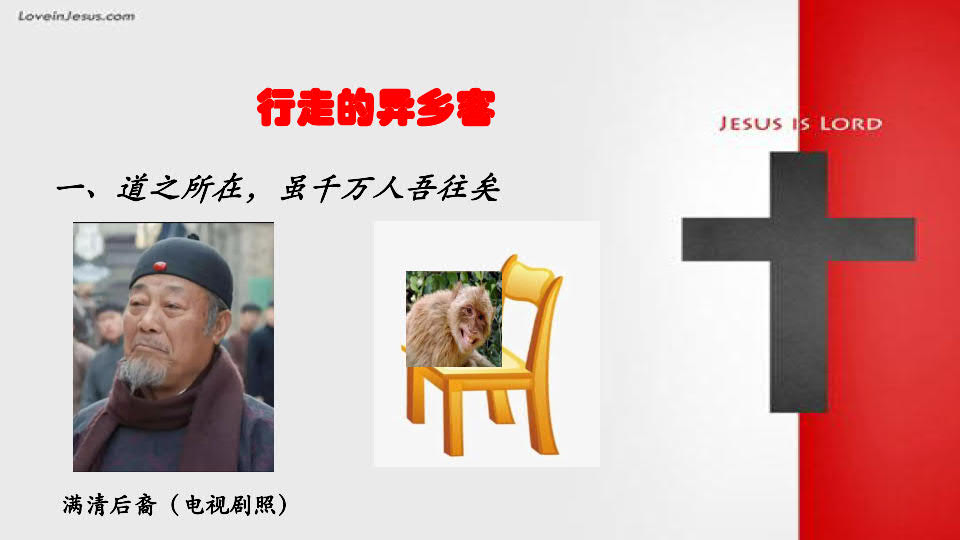 LoveinJesus.com
行走的异乡客
JESUS IS LORD
一、道之所在，虽千万人吾往矣
满清后裔（电视剧照）